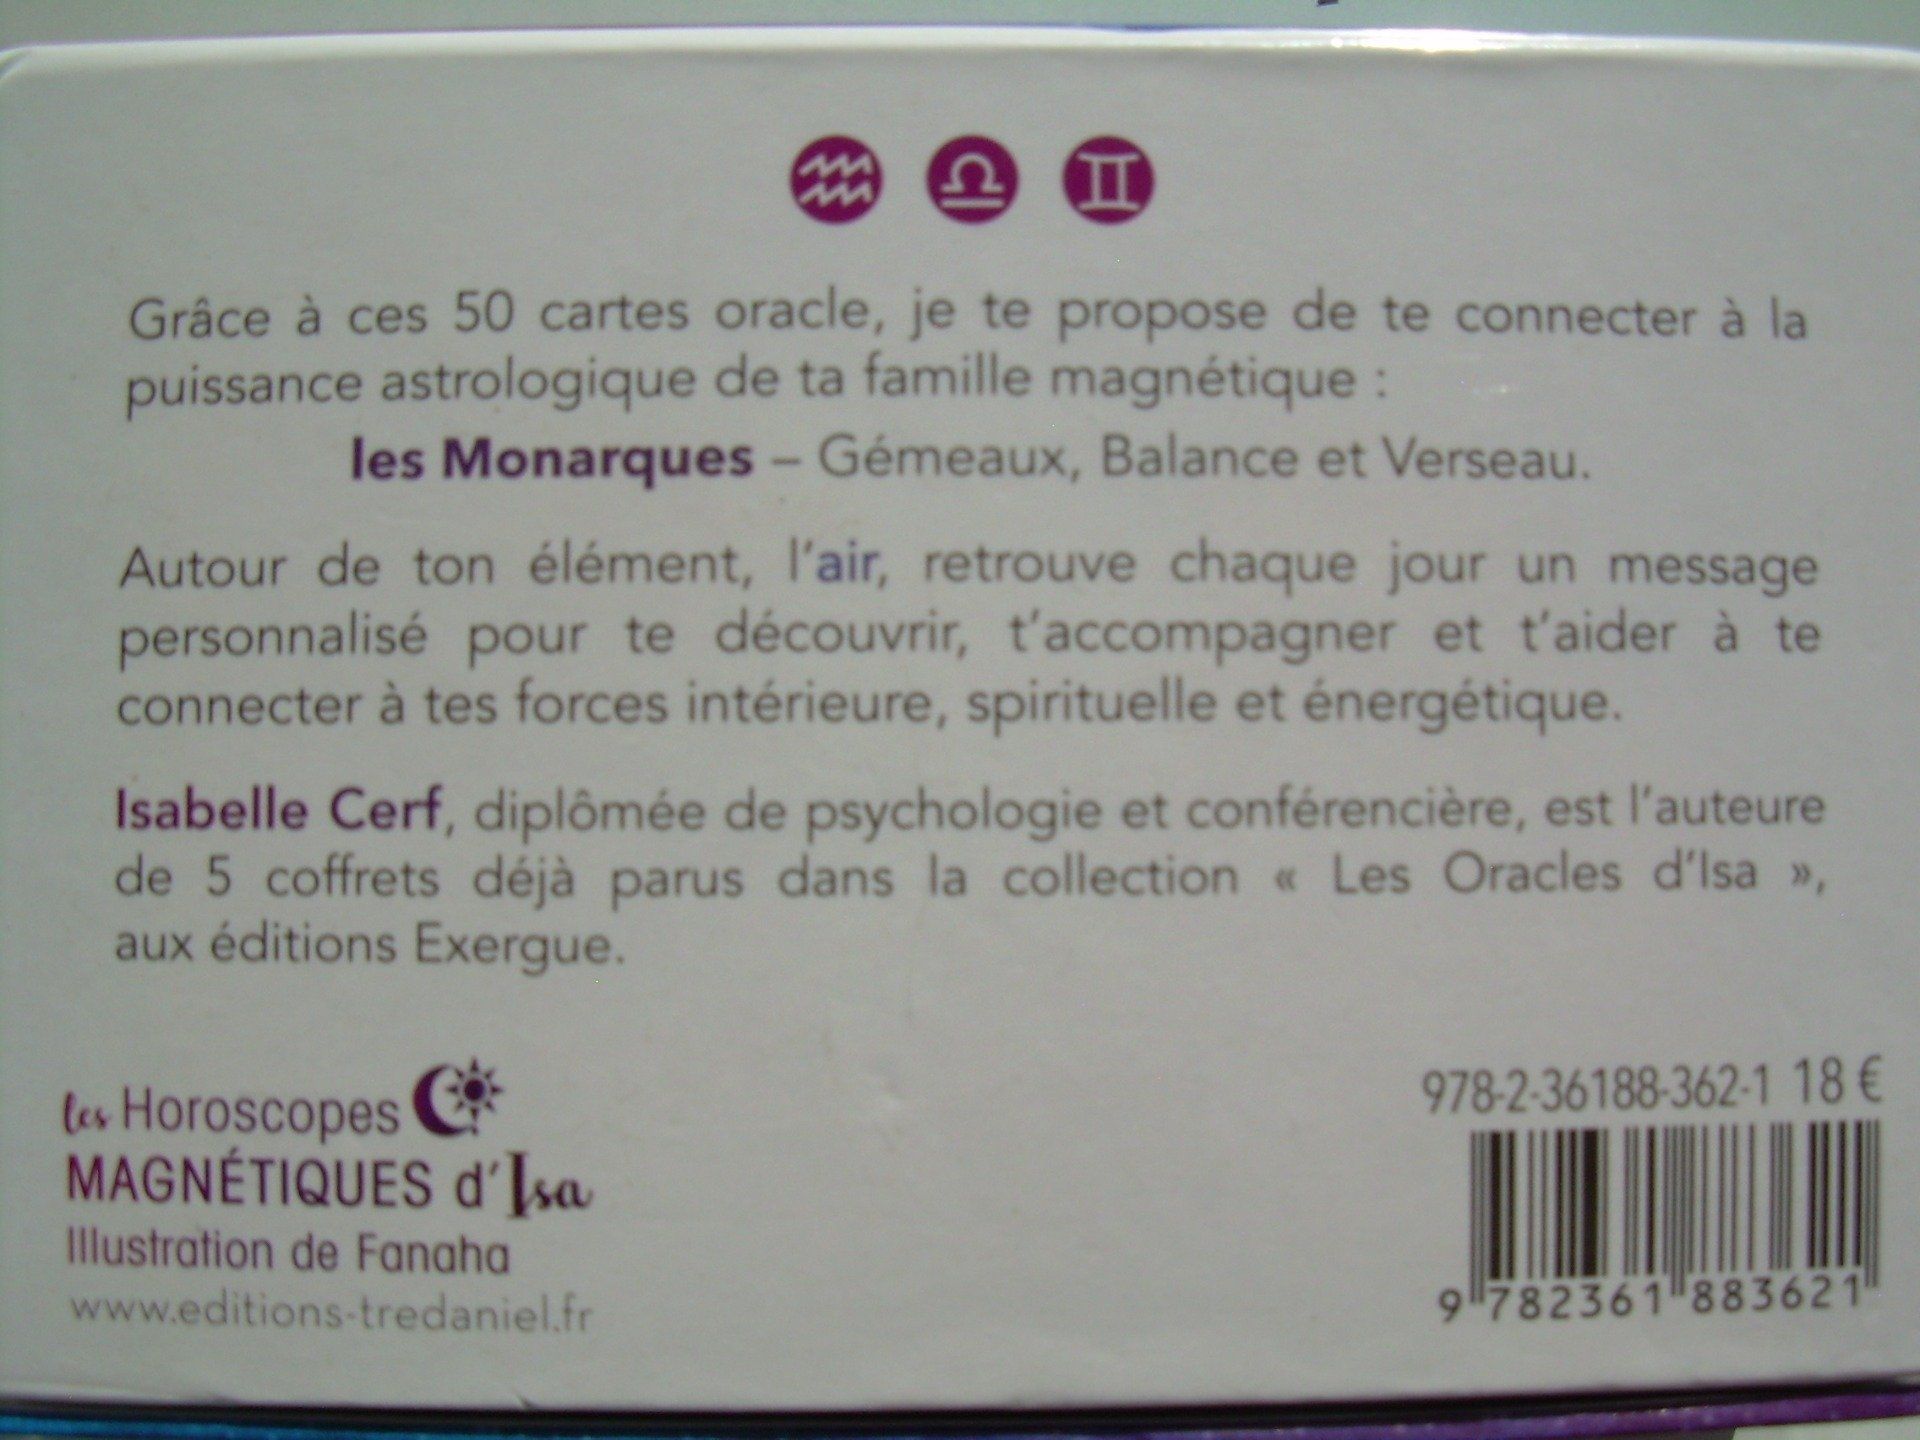 ♒ ♎ ♊
Grâce à ces 50 cartes oracle, je te propose de te connecter à la
puissance astrologique de ta famille magnétique :
les Monarques – Gémeaux, Balance et Verseau.
Autour de ton élément, l'air, retrouve chaque jour un message
personnalisé pour te découvrir, t'accompagner et t'aider à te
connecter à tes forces intérieure, spirituelle et énergétique.
Isabelle Cerf, diplômée de psychologie et conférencière, est l'auteure
de 5 coffrets déjà parus dans la collection « Les Oracles d'Isa »,
aux éditions Exergue.
les Horoscopes
MAGNÉTIQUES d'Isa
Illustration de Fanaha
www.editions-tredaniel.fr
978-2-36188-362-1 18 €
9 782361 883621